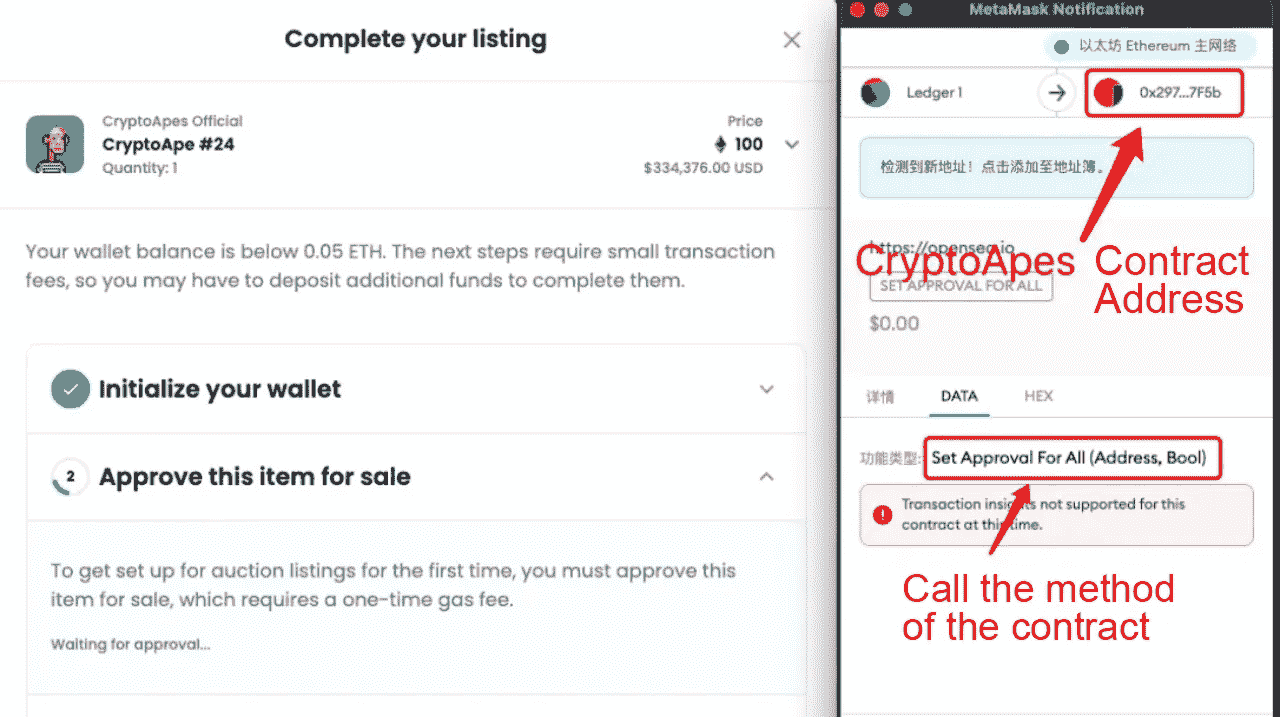 Complete your listing
CryptoApes Official
CryptoApe #24
Quantity: 1
Price
100
$334,376.00 USD
Your wallet balance is below 0.05 ETH. The next steps require small transaction
fees, so you may have to deposit additional funds to complete them.
Initialize your wallet
2
Approve this item for sale
To get set up for auction listings for the first time, you must approve this
item for sale, which requires a one-time gas fee.
Waiting for approval...
MetaMask Notification
以太坊 Ethereum 主网络
Ledger 1
0x297...7F5b
检测到新地址！点击添加至地址簿。
https://opensea.io
CryptoApes
Contract
Address
SET APPROVAL FOR ALL
$0.00
详情
DATA
HEX
功能类型:
Set Approval For All (Address, Bool)
Transaction insights not supported for this
contract at this time.
Call the method
of the contract